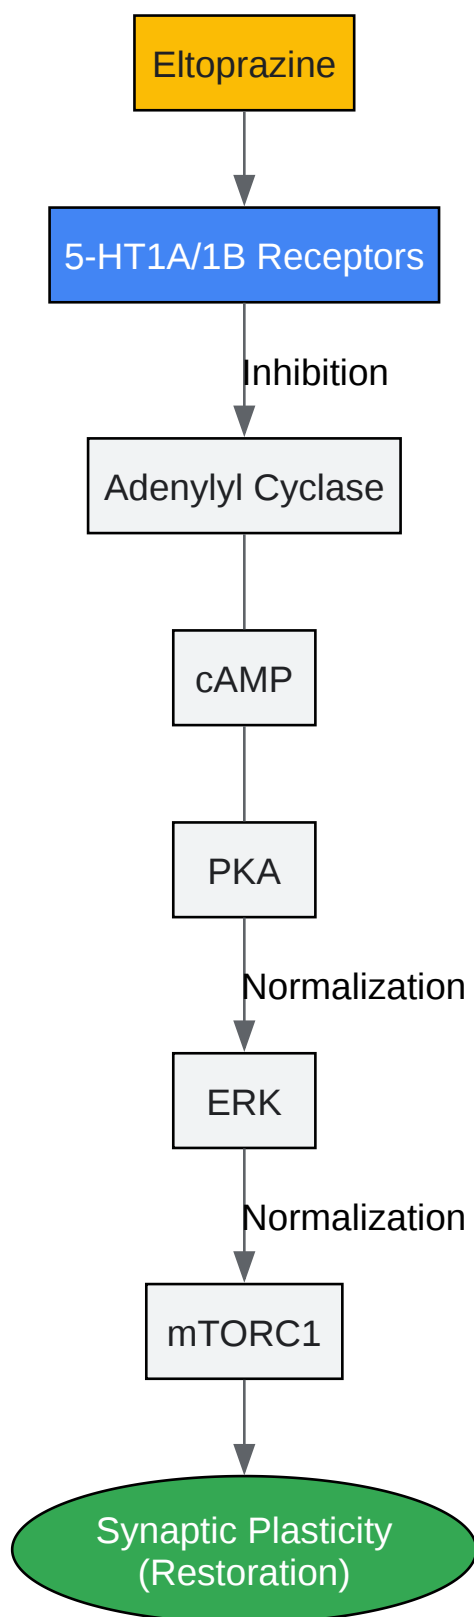 Eltoprazine
5-HT1A/1B Receptors
Inhibition
Adenylyl Cyclase
cAMP
PKA
Normalization
ERK
Normalization
mTORC1
Synaptic Plasticity
(Restoration)